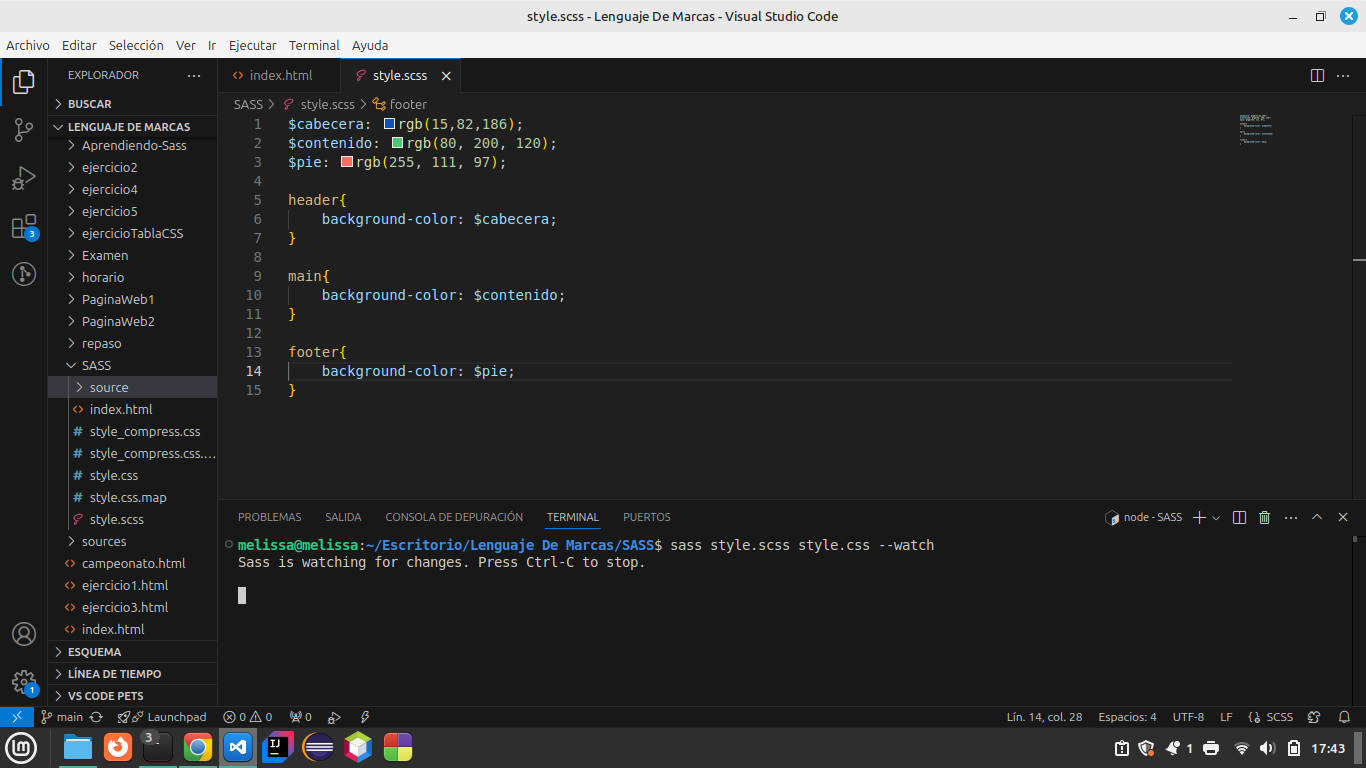 style.scss - Lenguaje De Marcas - Visual Studio Code
Archivo Editar Selección Ver Ir Ejecutar Terminal Ayuda
EXPLORADOR
BUSCAR
LENGUAJE DE MARCAS
Aprendiendo-Sass
ejercicio2
ejercicio4
ejercicio5
ejercicioTablaCSS
Examen
horario
PaginaWeb1
PaginaWeb2
repaso
SASS
source
index.html
style_compress.css
style_compress.css....
style.css
style.css.map
style.scss
sources
campeonato.html
ejercicio1.html
ejercicio3.html
index.html
ESQUEMA
LÍNEA DE TIEMPO
VS CODE PETS
3
1
index.html style.scss
SASS > style.scss > footer
1 $cabecera: rgb(15,82,186);
2 $contenido: rgb(80, 200, 120);
3 $pie: rgb(255, 111, 97);
4
5 header{
6 background-color: $cabecera;
7 }
8
9 main{
10 background-color: $contenido;
11 }
12
13 footer{
14 background-color: $pie;
15 }
PROBLEMAS SALIDA CONSOLA DE DEPURACIÓN TERMINAL PUERTOS
node - SASS
melissa@melissa:~/Escritorio/Lenguaje De Marcas/SASS$ sass style.scss style.css --watch
Sass is watching for changes. Press Ctrl-C to stop.
main Launchpad 0 0 0 Lín. 14, col. 28 Espacios: 4 UTF-8 LF SCSS
3 IJ 1 17:43